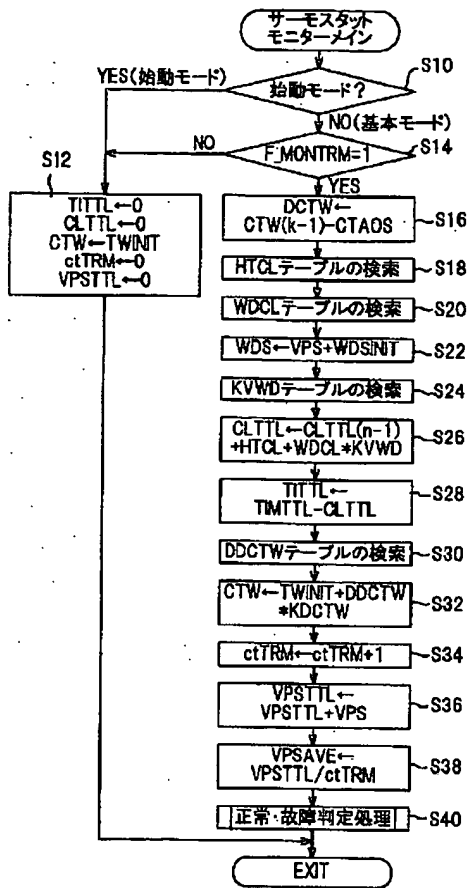 サーモスタット
モニターメイン
S10
YES(始動モード)
始動モード?
NO(基本モード)
S14
NO
F_MONTRM=1
S12
YES
TITTL←0
CLTTL←0
CTW←TWINIT
ctTRM←0
VPSTTL←0
DCTW←
CTW(k-1)-CTAOS
S16
HTCLテーブルの検索
S18
WDCLテーブルの検索
S20
WDS←VPS+WDSINIT
S22
KVWDテーブルの検索
S24
CLTTL←CLTTL(n-1)
+HTCL+WDCL*KVWD
S26
TITTL←
TIMTTL-CLTTL
S28
DDCTWテーブルの検索
S30
CTW←TWINIT+DDCTW
*KDCTW
S32
ctTRM←ctTRM+1
S34
VPSTTL←
VPSTTL+VPS
S36
VPSAVE←
VPSTTL/ctTRM
S38
正常・故障判定処理
S40
EXIT